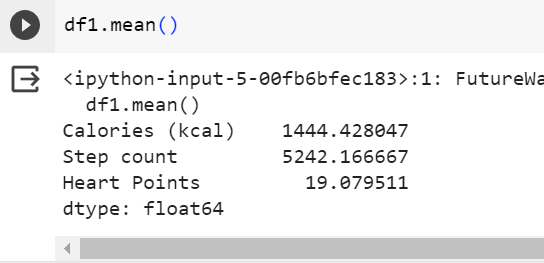 df1.mean()
<ipython-input-5-00fb6bfec183>:1: FutureWa
df1.mean()
Calories (kcal) 1444.428047
Step count 5242.166667
Heart Points 19.079511
dtype: float64